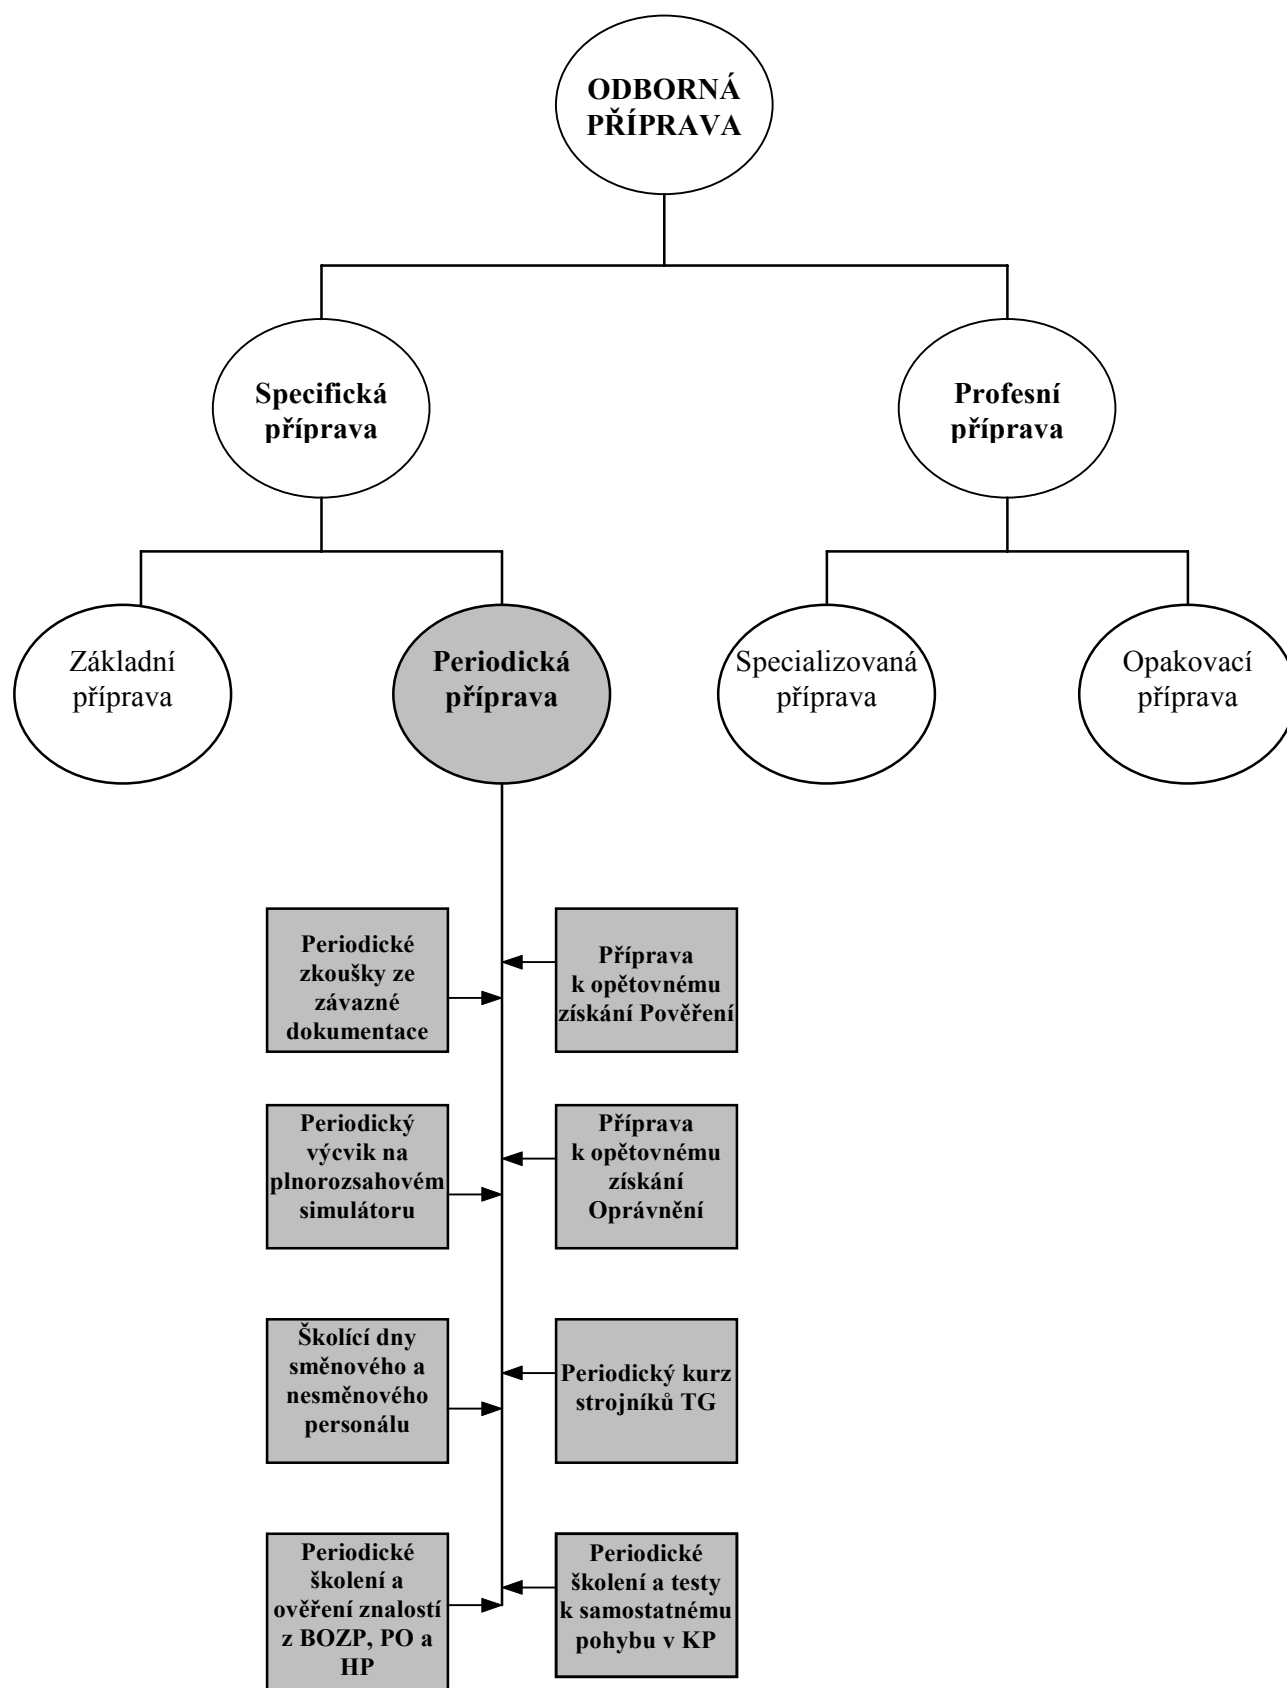 ODBORNÁ
PŘÍPRAVA
Specifická
příprava
Profesní
příprava
Základní
příprava
Periodická
příprava
Specializovaná
příprava
Opakovací
příprava
Periodické
zkoušky ze
závazné
dokumentace
Příprava
k opětovnému
získání Pověření
Periodický
výcvik na
plnorozsahovém
simulátoru
Příprava
k opětovnému
získání
Oprávnění
Školící dny
směnového a
nesměnového
personálu
Periodický kurz
strojníků TG
Periodické
školení a
ověření znalostí
z BOZP, PO a
HP
Periodické
školení a testy
k samostatnému
pohybu v KP